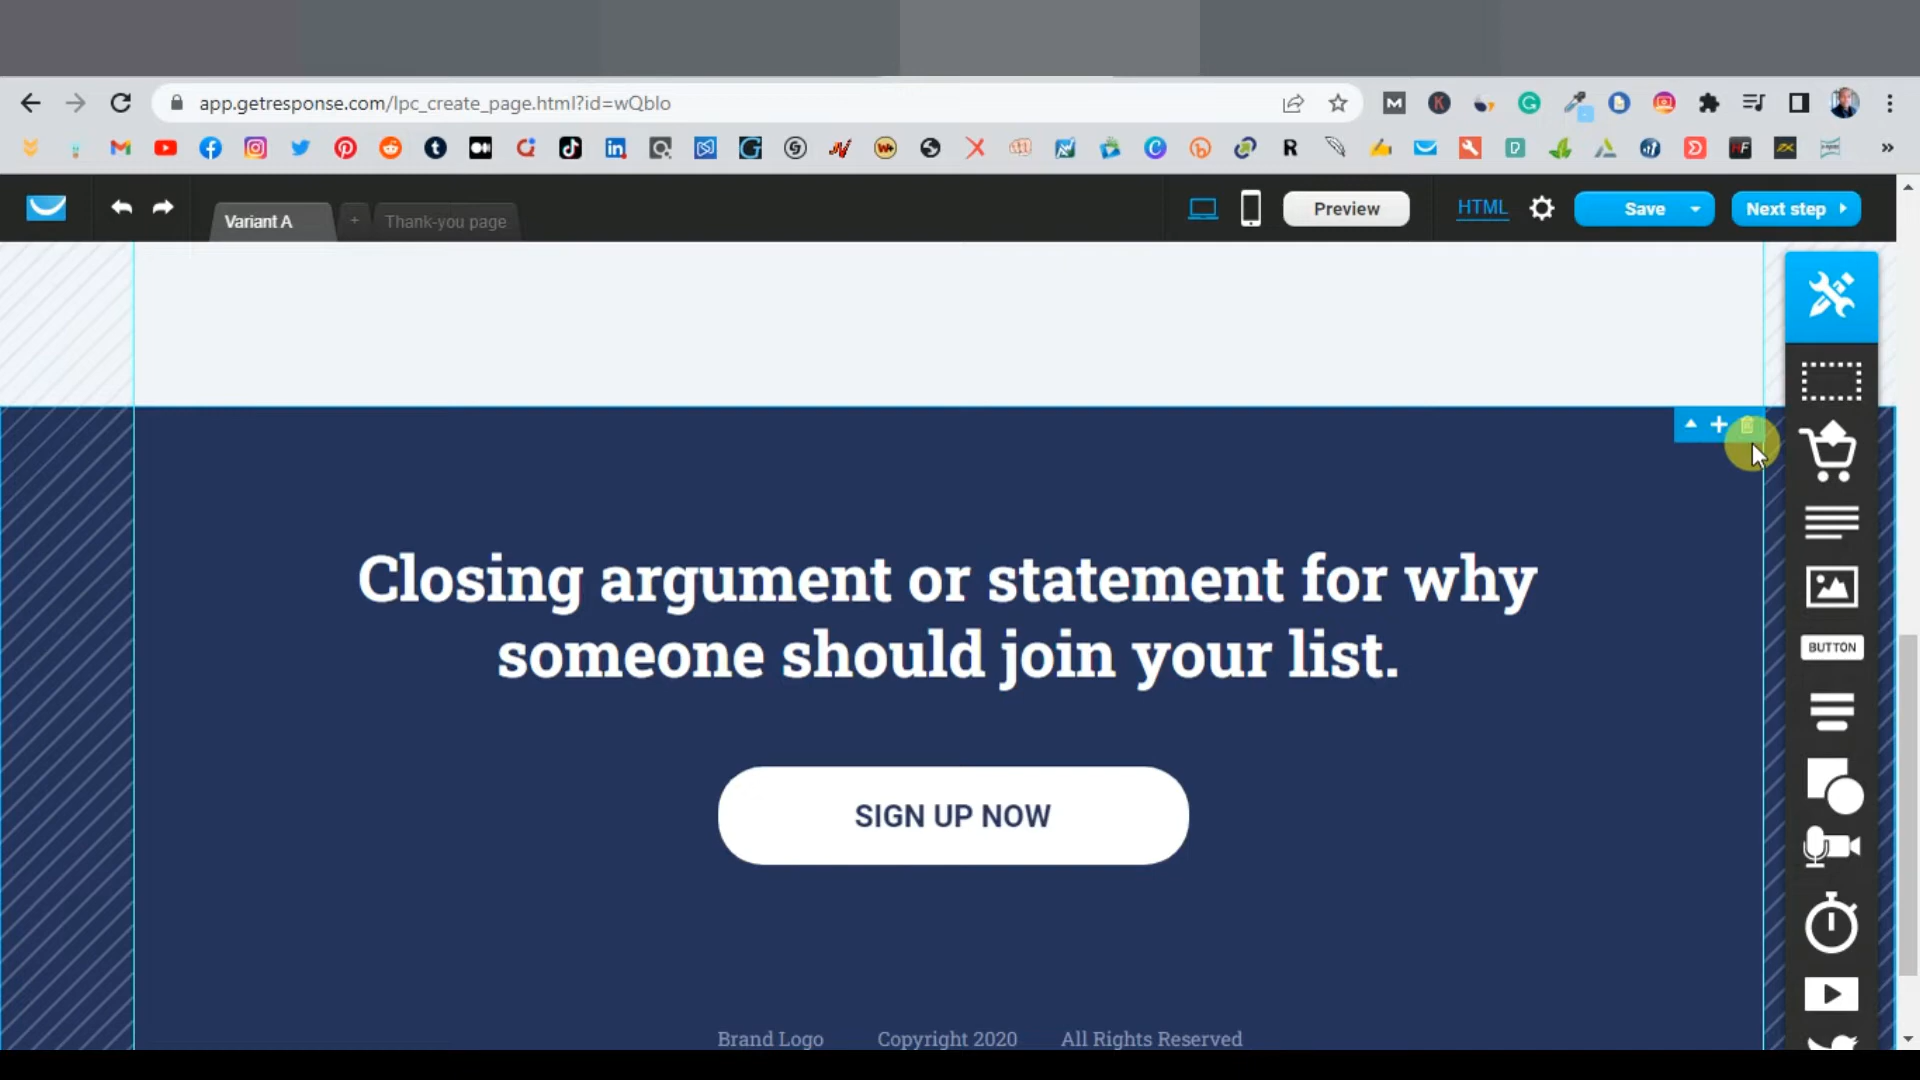 app.getresponse.com/lpc_create_page.html?id=wQblo
Variant A
+
Thank-you page
Preview
HTML
Save
Next step
Closing argument or statement for why
someone should join your list.
BUTTON
SIGN UP NOW
Brand Logo
Copyright 2020
All Rights Reserved